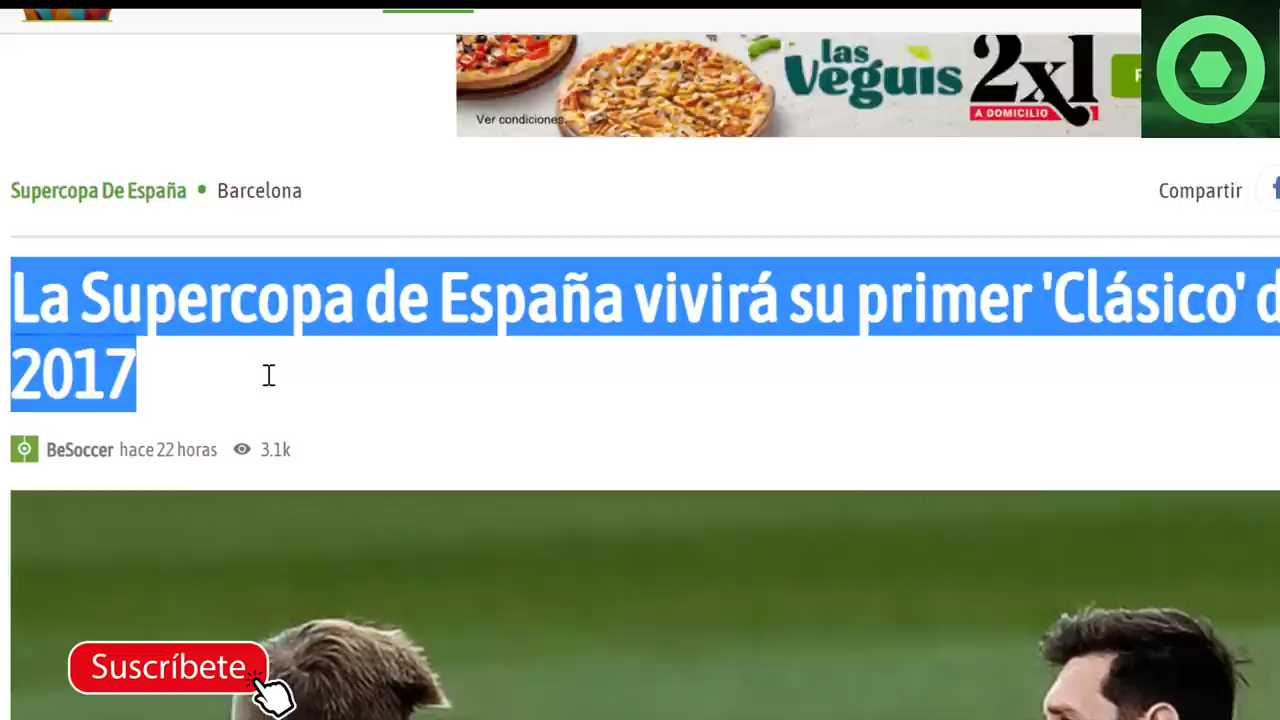 las
Veguis
2x1
A DOMICILIO
Ver condiciones.
Supercopa De España • Barcelona
Compartir
La Supercopa de España vivirá su primer 'Clásico'
2017
BeSoccer hace 22 horas 3.1k
Suscríbete